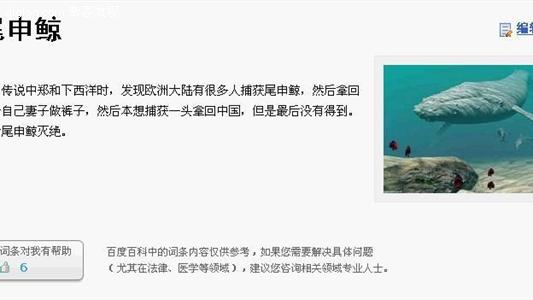 尾申鲸
编辑
传说中郑和下西洋时，发现欧洲大陆有很多人捕获尾申鲸，然后拿回
自己妻子做裤子，然后本想捕获一头拿回中国，但是最后没有得到。
尾申鲸灭绝。
词条对我有帮助
6
百度百科中的词条内容仅供参考，如果您需要解决具体问题
（尤其在法律、医学等领域），建议您咨询相关领域专业人士。